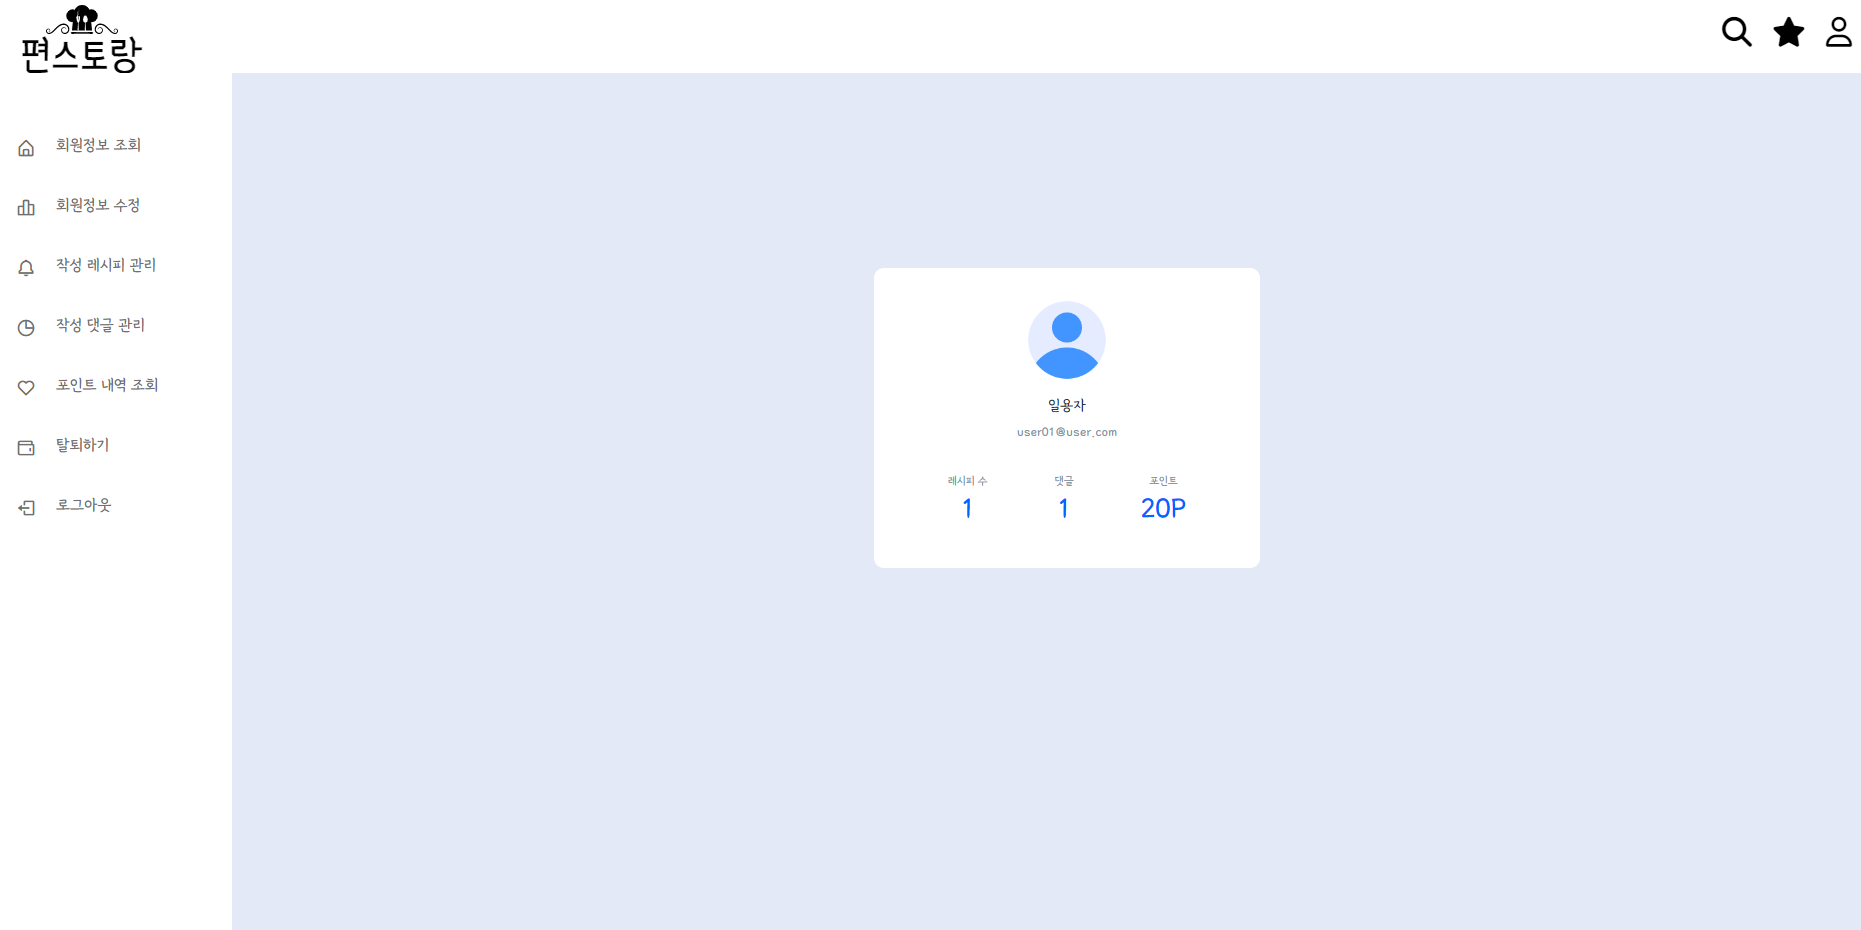 편스토랑
회원정보 조회
회원정보 수정
작성 레시피 관리
작성 댓글 관리
포인트 내역 조회
탈퇴하기
로그아웃
일용자
user01@user.com
레시피 수 댓글 포인트
1 1 20P